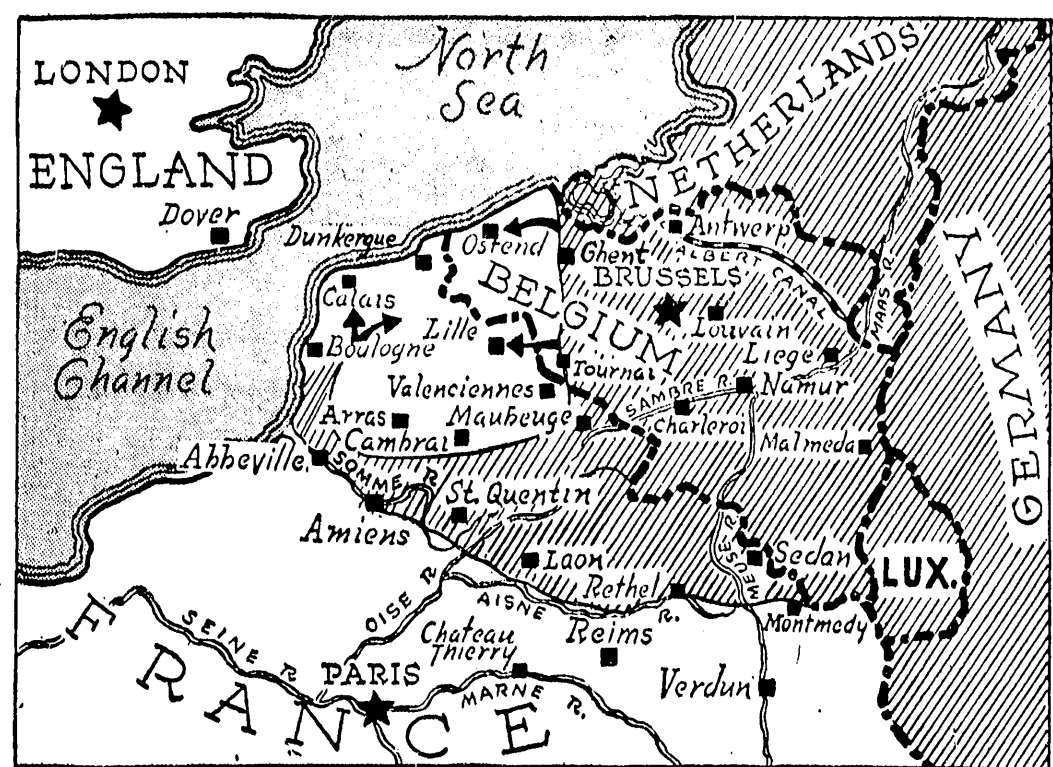 North
Sea
LONDON
ENGLAND
Dover
NETHERLANDS
Dunkerque
Ostend
Antwerp
Ghent
ALBERT CANAL
BRUSSELS
BELGIUM
Calais
Lille
Louvain
MAAS R.
GERMANY
English
Channel
Boulogne
Tournai
Liege
Valenciennes
SAMBRE R.
Namur
Arras
Maubeuge
Charleroi
Cambrai
Malmeda
Abbeville
SOMME R.
St. Quentin
Amiens
MEUSE R.
Laon
Sedan
LUX.
Rethel
OISE R.
AISNE R.
Montmedy
SEINE R.
Chateau
Thierry
Reims
PARIS
MARNE R.
Verdun
FRANCE